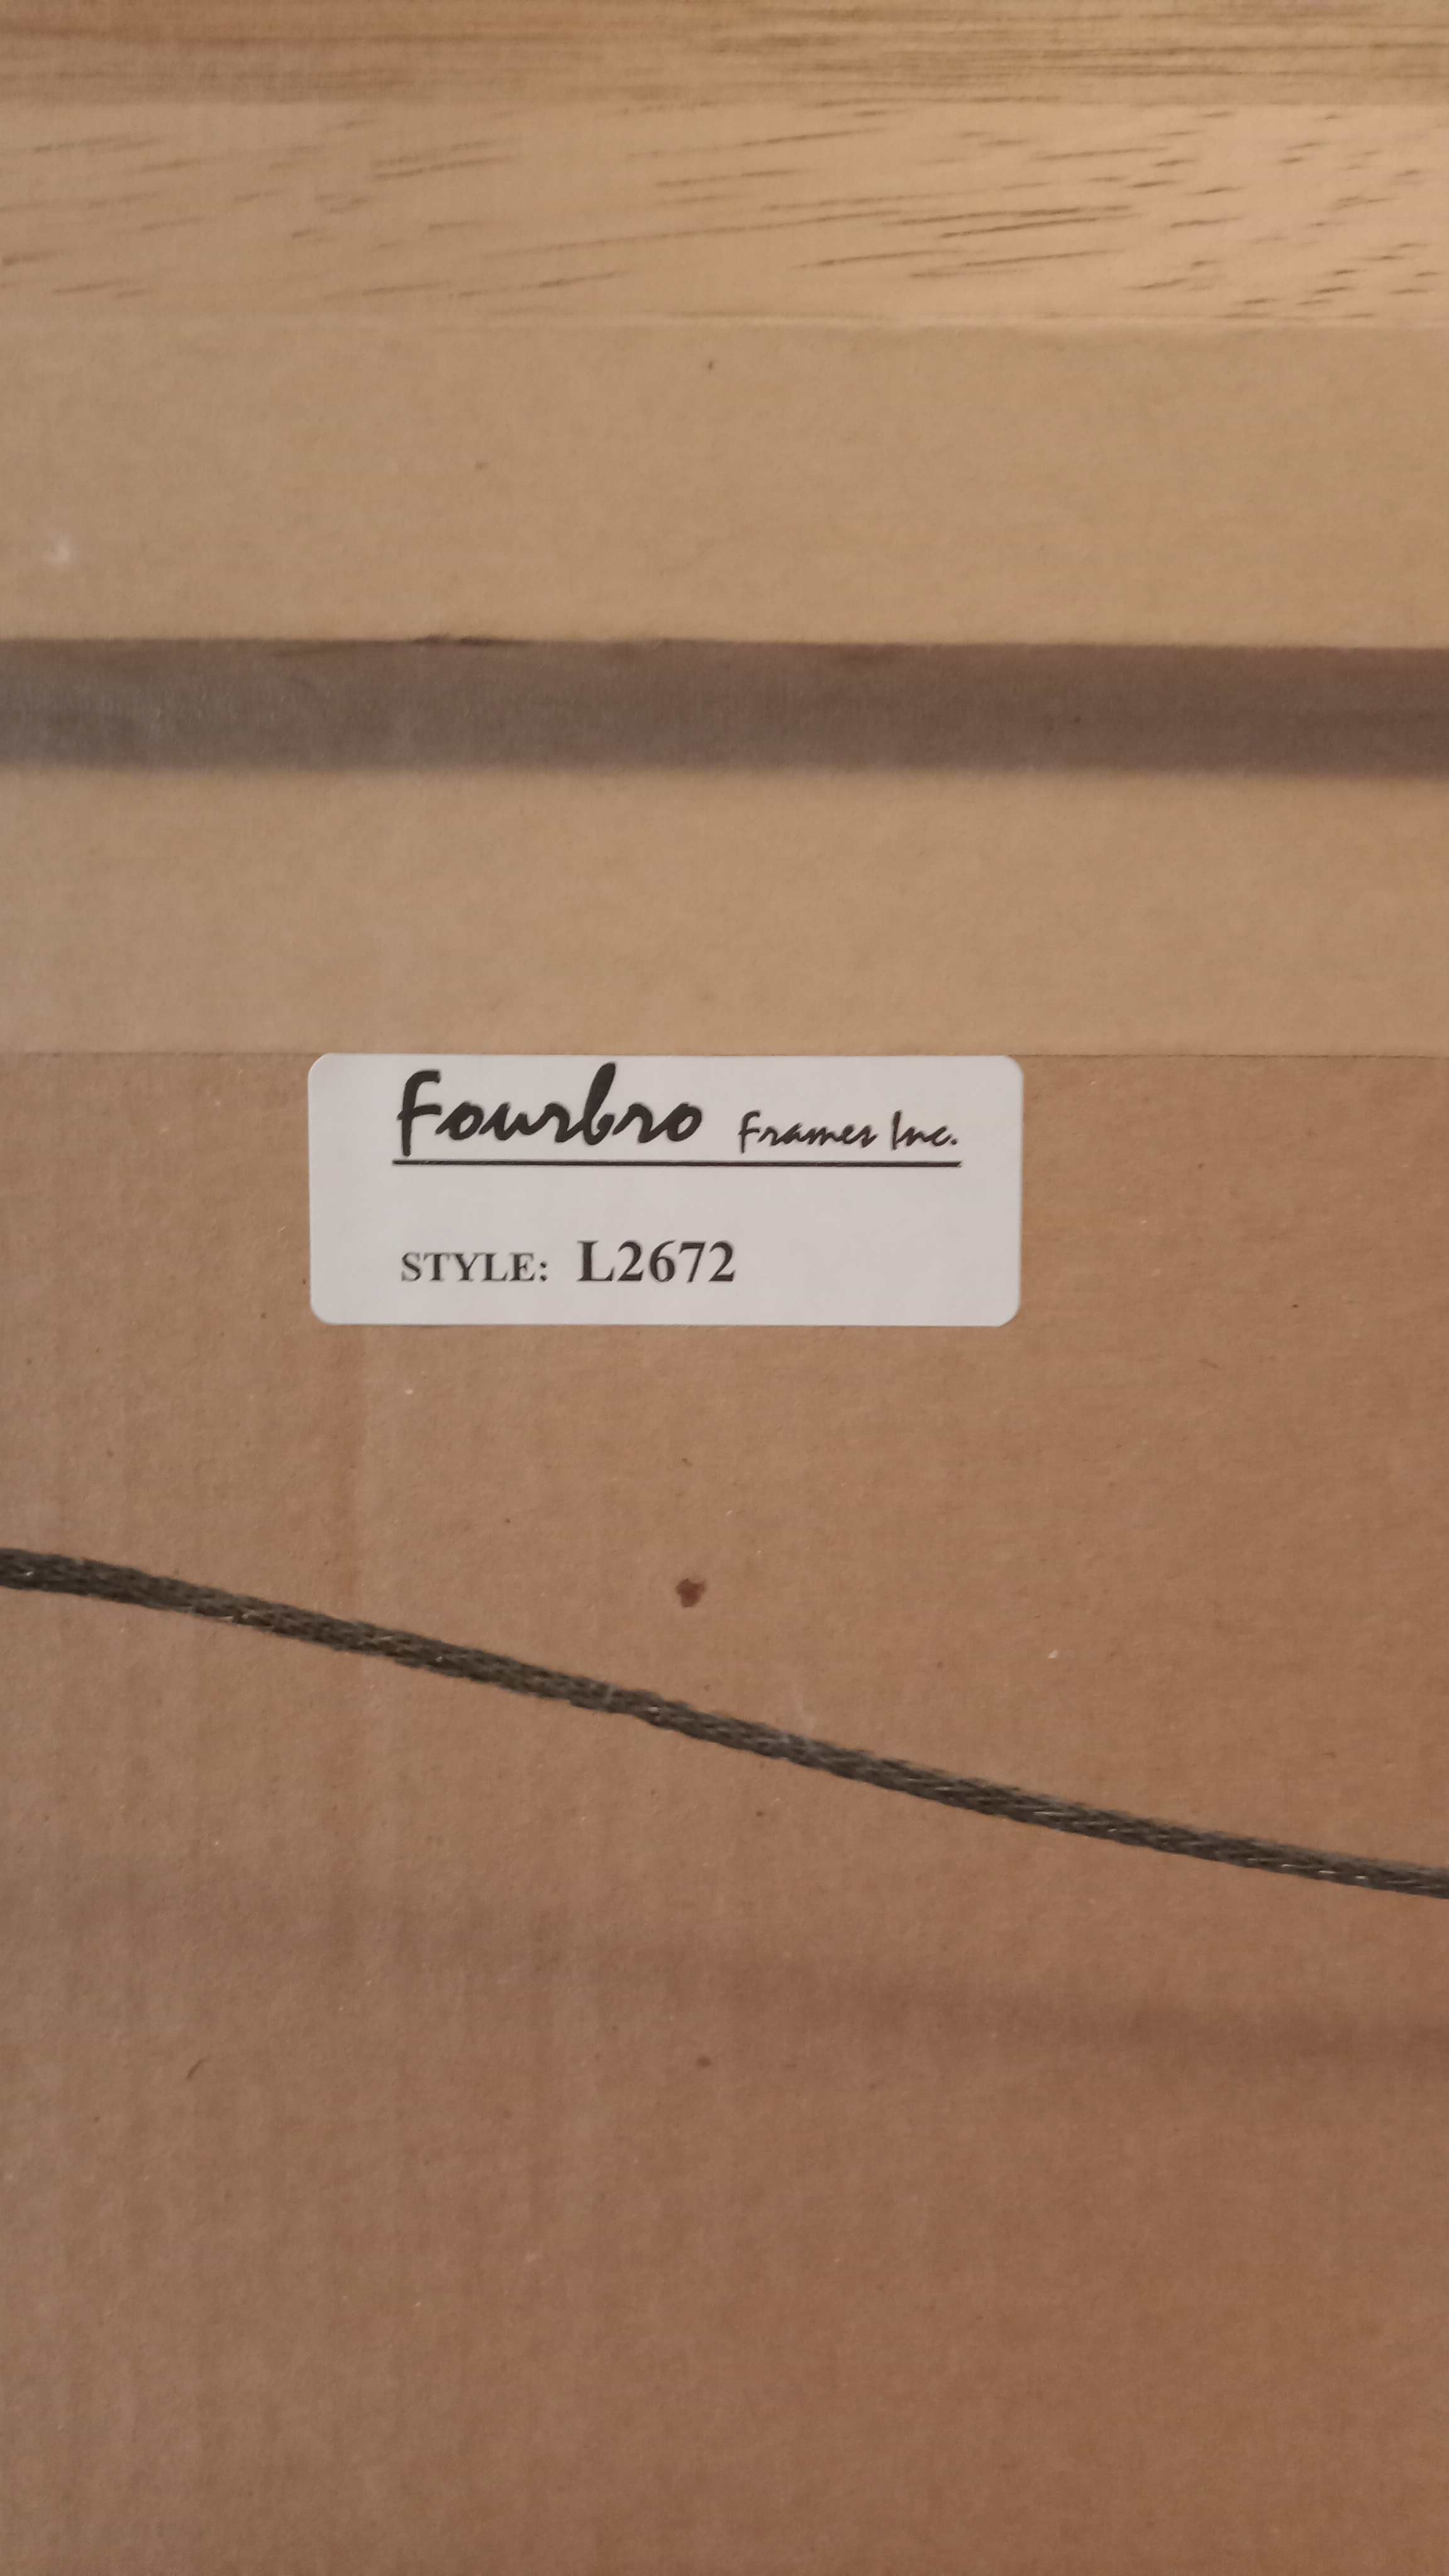 Fourbro Frames Inc.
STYLE: L2672